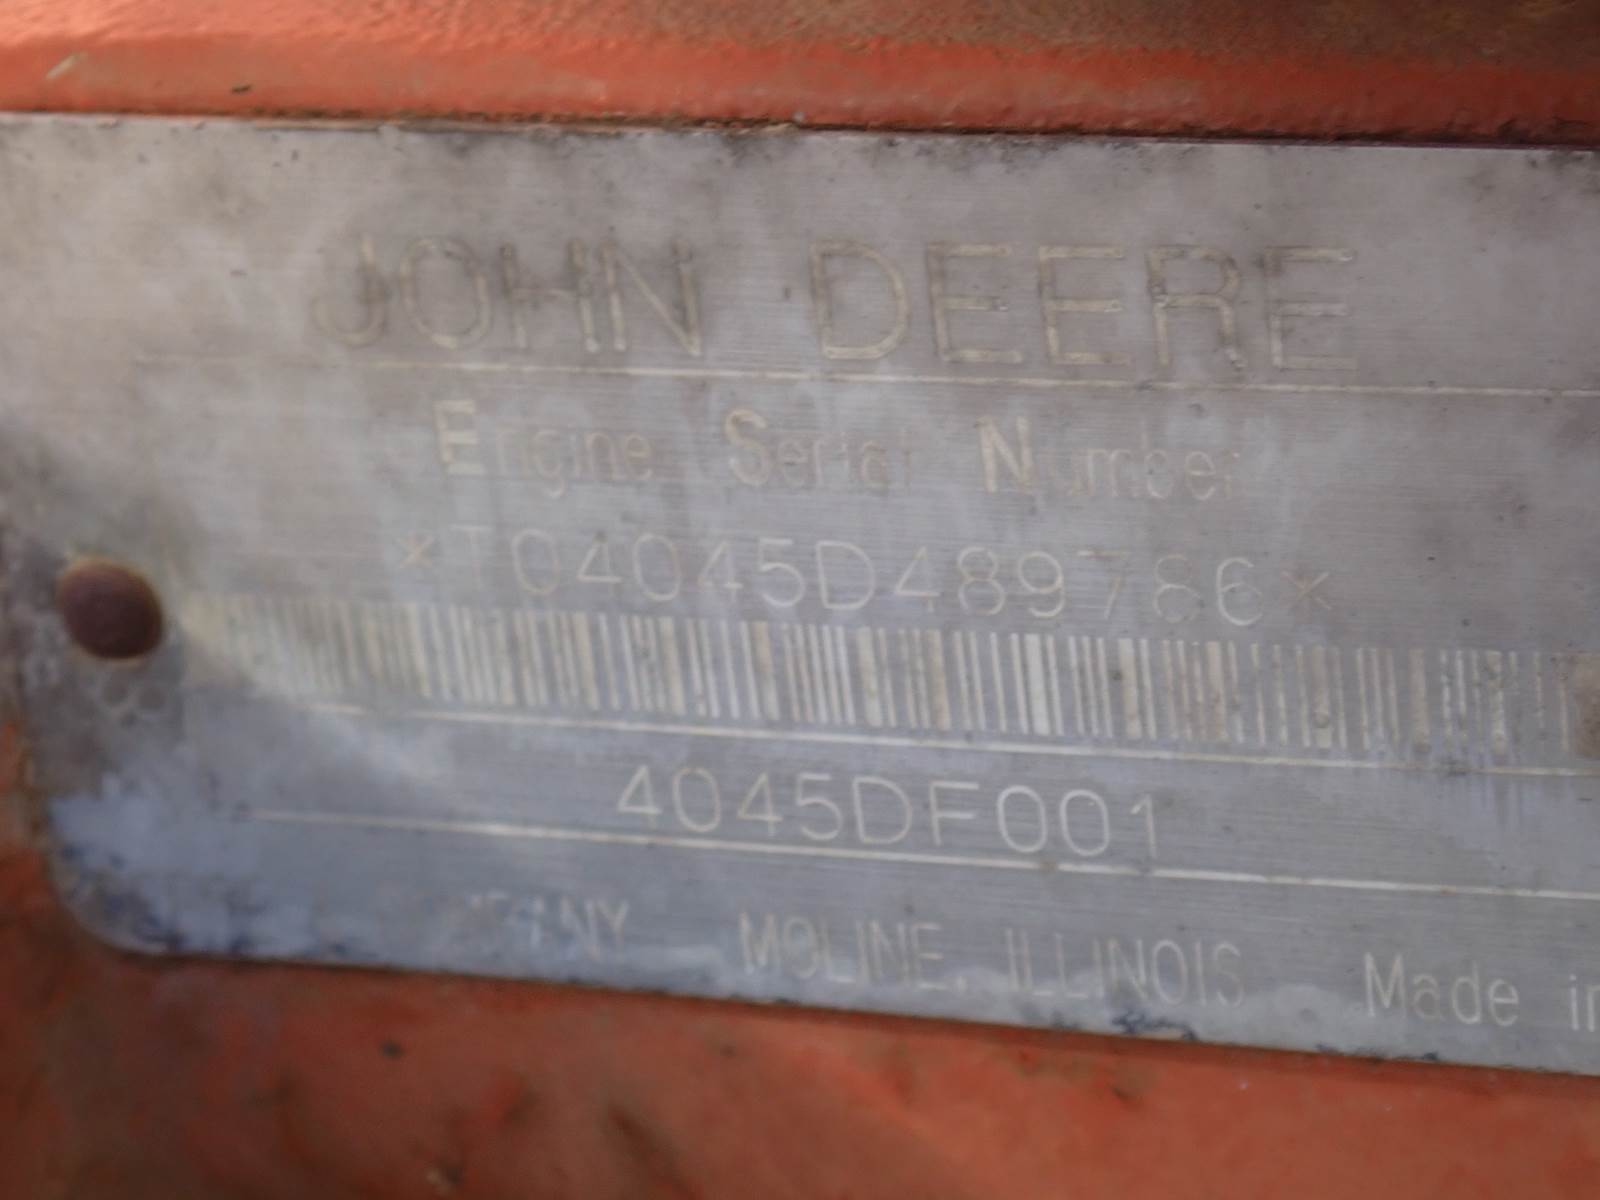 JOHN DEERE
Engine Serial Number
*T04045D489786*
4045DF001
MOLINE, ILLINOIS Made in